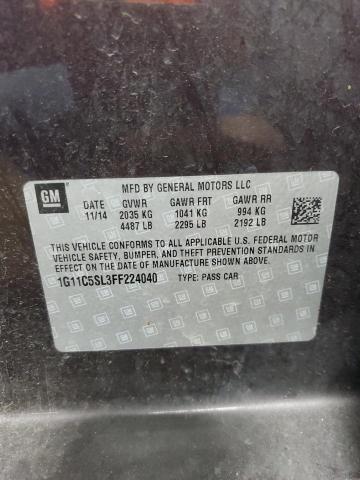 GM
MFD BY GENERAL MOTORS LLC
DATE GVWR GAWR FRT GAWR RR
11/14 2035 KG 1041 KG 994 KG
4487 LB 2295 LB 2192 LB
THIS VEHICLE CONFORMS TO ALL APPLICABLE U.S. FEDERAL MOTOR
VEHICLE SAFETY, BUMPER, AND THEFT PREVENTION STANDARDS IN
EFFECT ON THE DATE OF MANUFACTURE SHOWN ABOVE.
1G11C5SL3FF224040 TYPE: PASS CAR